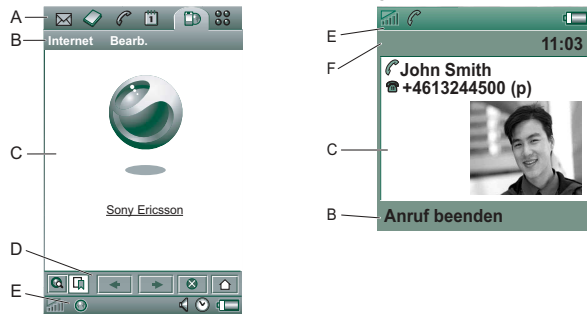 A
B
Internet Bearb.
C
Sony Ericsson
D
E
E
F
11:03
John Smith
+4613244500 (p)
C
B
Anruf beenden